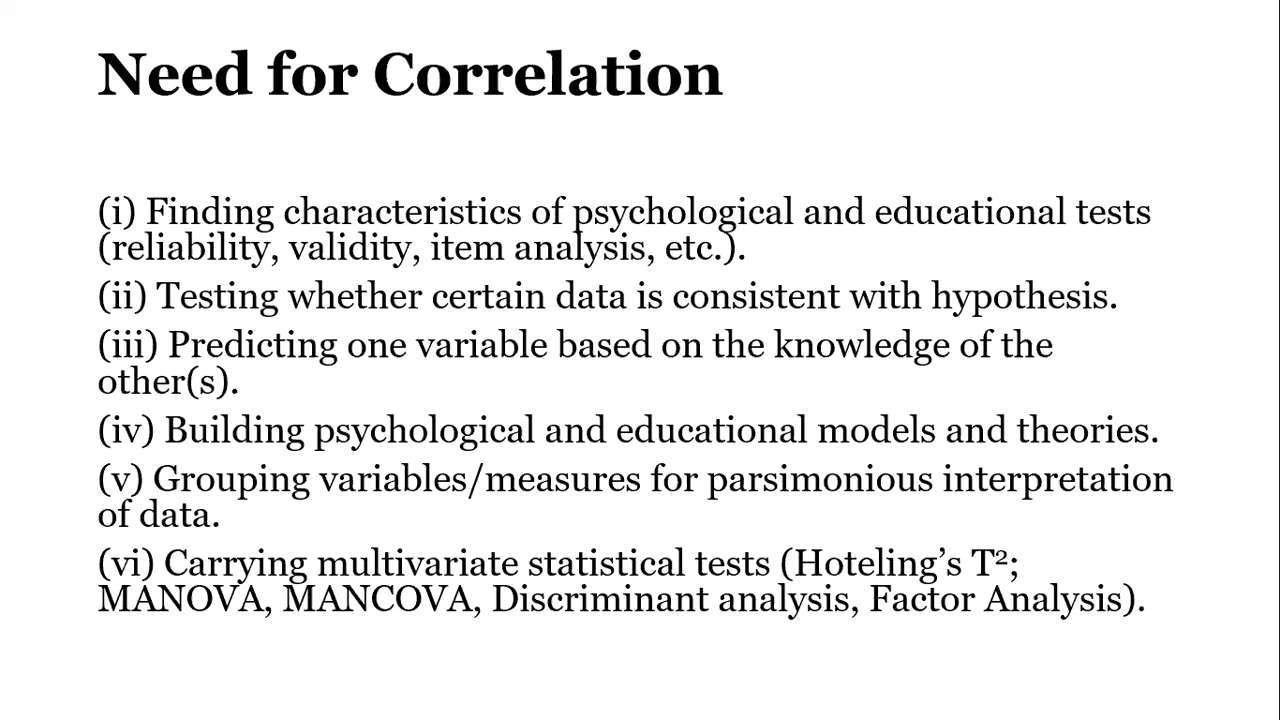 Need for Correlation
(i) Finding characteristics of psychological and educational tests
(reliability, validity, item analysis, etc.).
(ii) Testing whether certain data is consistent with hypothesis.
(iii) Predicting one variable based on the knowledge of the
other(s).
(iv) Building psychological and educational models and theories.
(v) Grouping variables/measures for parsimonious interpretation
of data.
(vi) Carrying multivariate statistical tests (Hoteling’s T²;
MANOVA, MANCOVA, Discriminant analysis, Factor Analysis).